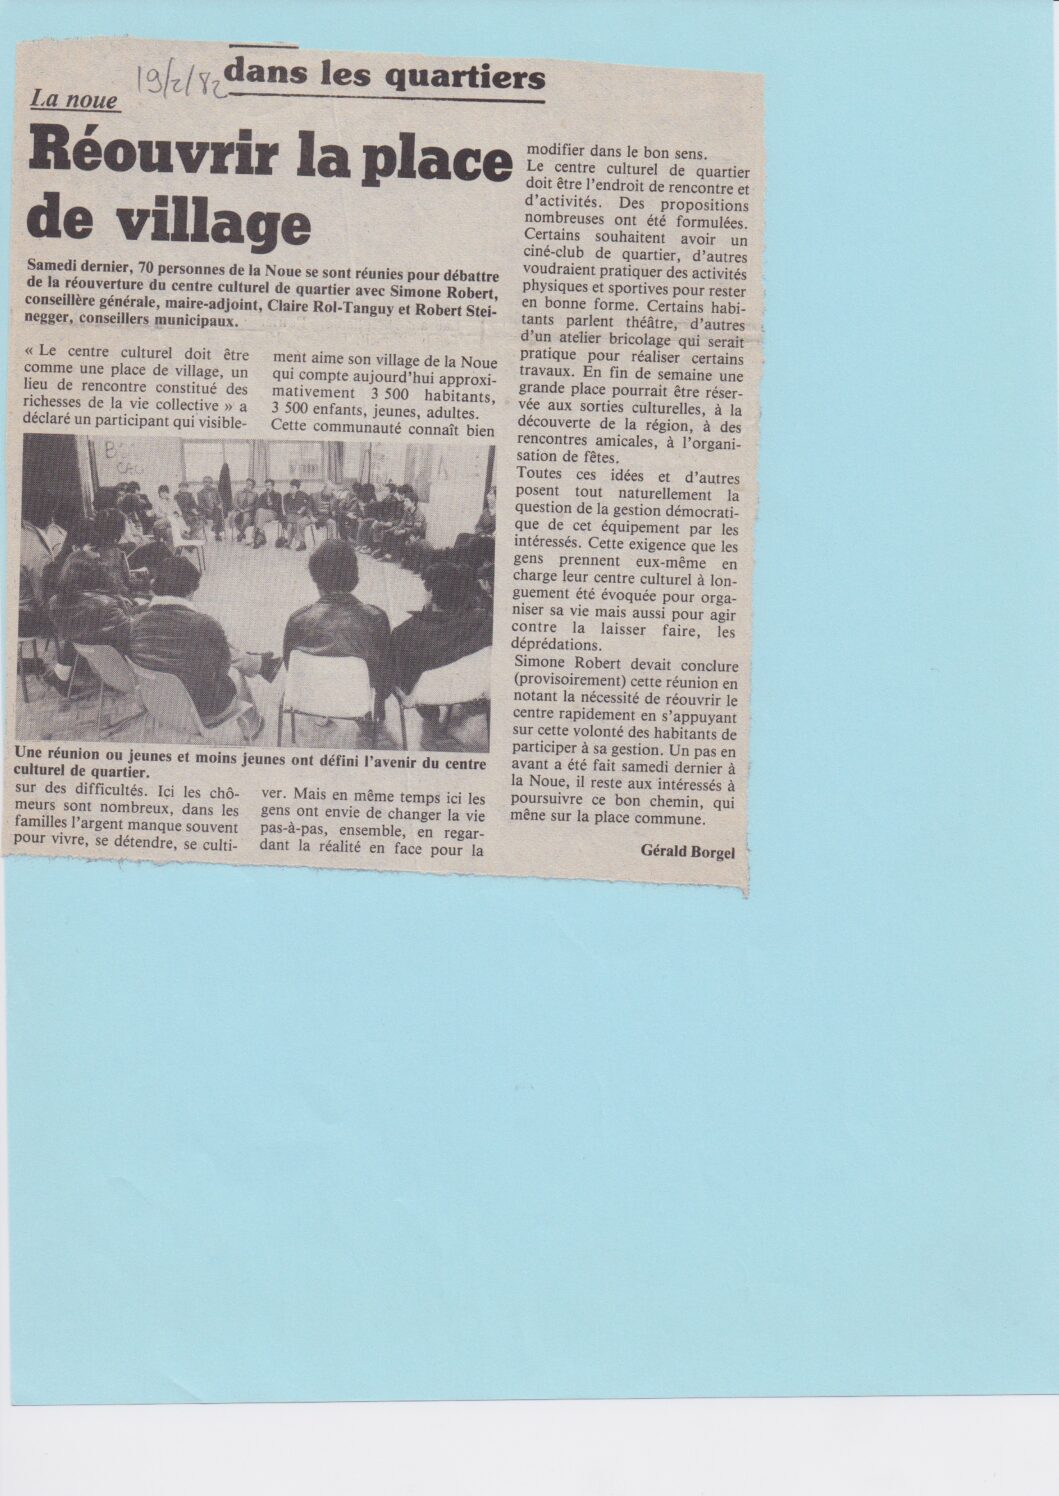 19/2/82
dans les quartiers
La noue
Réouvrir la place
de village
Samedi dernier, 70 personnes de la Noue se sont réunies pour débattre
de la réouverture du centre culturel de quartier avec Simone Robert,
conseillère générale, maire-adjoint, Claire Rol-Tanguy et Robert Stei-
negger, conseillers municipaux.
« Le centre culturel doit être
comme une place de village, un
lieu de rencontre constitué des
richesses de la vie collective » a
déclaré un participant qui visible-
ment aime son village de la Noue
qui compte aujourd'hui approxi-
mativement 3 500 habitants,
3 500 enfants, jeunes, adultes.
Cette communauté connaît bien
Une réunion ou jeunes et moins jeunes ont défini l'avenir du centre
culturel de quartier.
sur des difficultés. Ici les chô-
meurs sont nombreux, dans les
familles l'argent manque souvent
pour vivre, se détendre, se culti-
ver. Mais en même temps ici les
gens ont envie de changer la vie
pas-à-pas, ensemble, en regar-
dant la réalité en face pour la
modifier dans le bon sens.
Le centre culturel de quartier
doit être l'endroit de rencontre et
d'activités. Des propositions
nombreuses ont été formulées.
Certains souhaitent avoir un
ciné-club de quartier, d'autres
voudraient pratiquer des activités
physiques et sportives pour rester
en bonne forme. Certains habi-
tants parlent théâtre, d'autres
d'un atelier bricolage qui serait
pratique pour réaliser certains
travaux. En fin de semaine une
grande place pourrait être réser-
vée aux sorties culturelles, à la
découverte de la région, à des
rencontres amicales, à l'organi-
sation de fêtes.
Toutes ces idées et d'autres
posent tout naturellement la
question de la gestion démocrati-
que de cet équipement par les
intéressés. Cette exigence que les
gens prennent eux-même en
charge leur centre culturel à lon-
guement été évoquée pour orga-
niser sa vie mais aussi pour agir
contre la laisser faire, les
déprédations.
Simone Robert devait conclure
(provisoirement) cette réunion en
notant la nécessité de réouvrir le
centre rapidement en s'appuyant
sur cette volonté des habitants de
participer à sa gestion. Un pas en
avant a été fait samedi dernier à
la Noue, il reste aux intéressés à
poursuivre ce bon chemin, qui
mêne sur la place commune.
Gérald Borgel